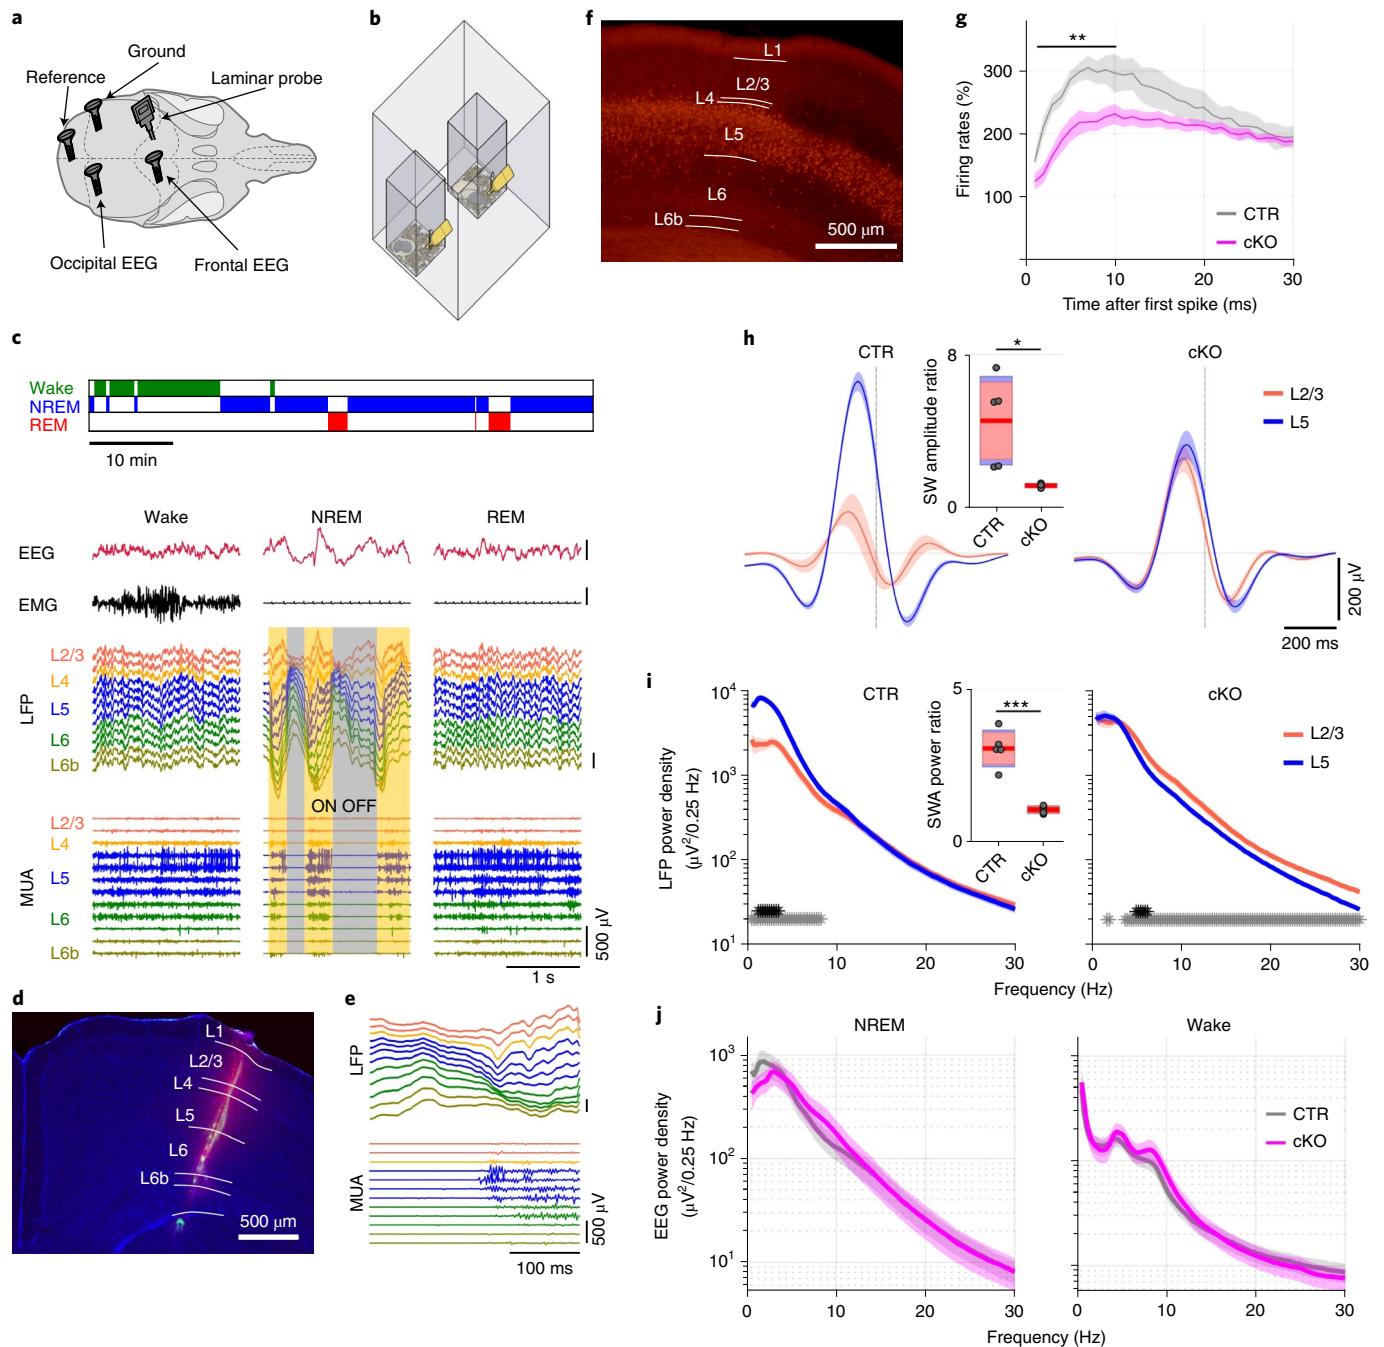 a
Ground
Reference
Laminar probe
Occipital EEG
Frontal EEG
b
c
Wake
NREM
REM
10 min
Wake
NREM
REM
EEG
EMG
LFP
L2/3
L4
L5
L6
L6b
ON OFF
MUA
L2/3
L4
L5
L6
L6b
500 μV
1 s
d
L1
L2/3
L4
L5
L6
L6b
500 μm
e
LFP
MUA
500 μV
100 ms
f
L1
L2/3
L4
L5
L6
L6b
500 μm
g
**
Firing rates (%)
300
200
100
CTR
cKO
0
10
20
30
Time after first spike (ms)
h
CTR
SW amplitude ratio
8
0
*
CTR
cKO
cKO
L2/3
L5
200 μV
200 ms
i
LFP power density
(μV²/0.25 Hz)
10⁴
10³
10²
10¹
CTR
SWA power ratio
5
0
***
CTR
cKO
cKO
L2/3
L5
0
10
20
30
0
10
20
30
Frequency (Hz)
j
NREM
Wake
EEG power density
(μV²/0.25 Hz)
10³
10²
10¹
CTR
cKO
0
10
20
30
0
10
20
30
Frequency (Hz)